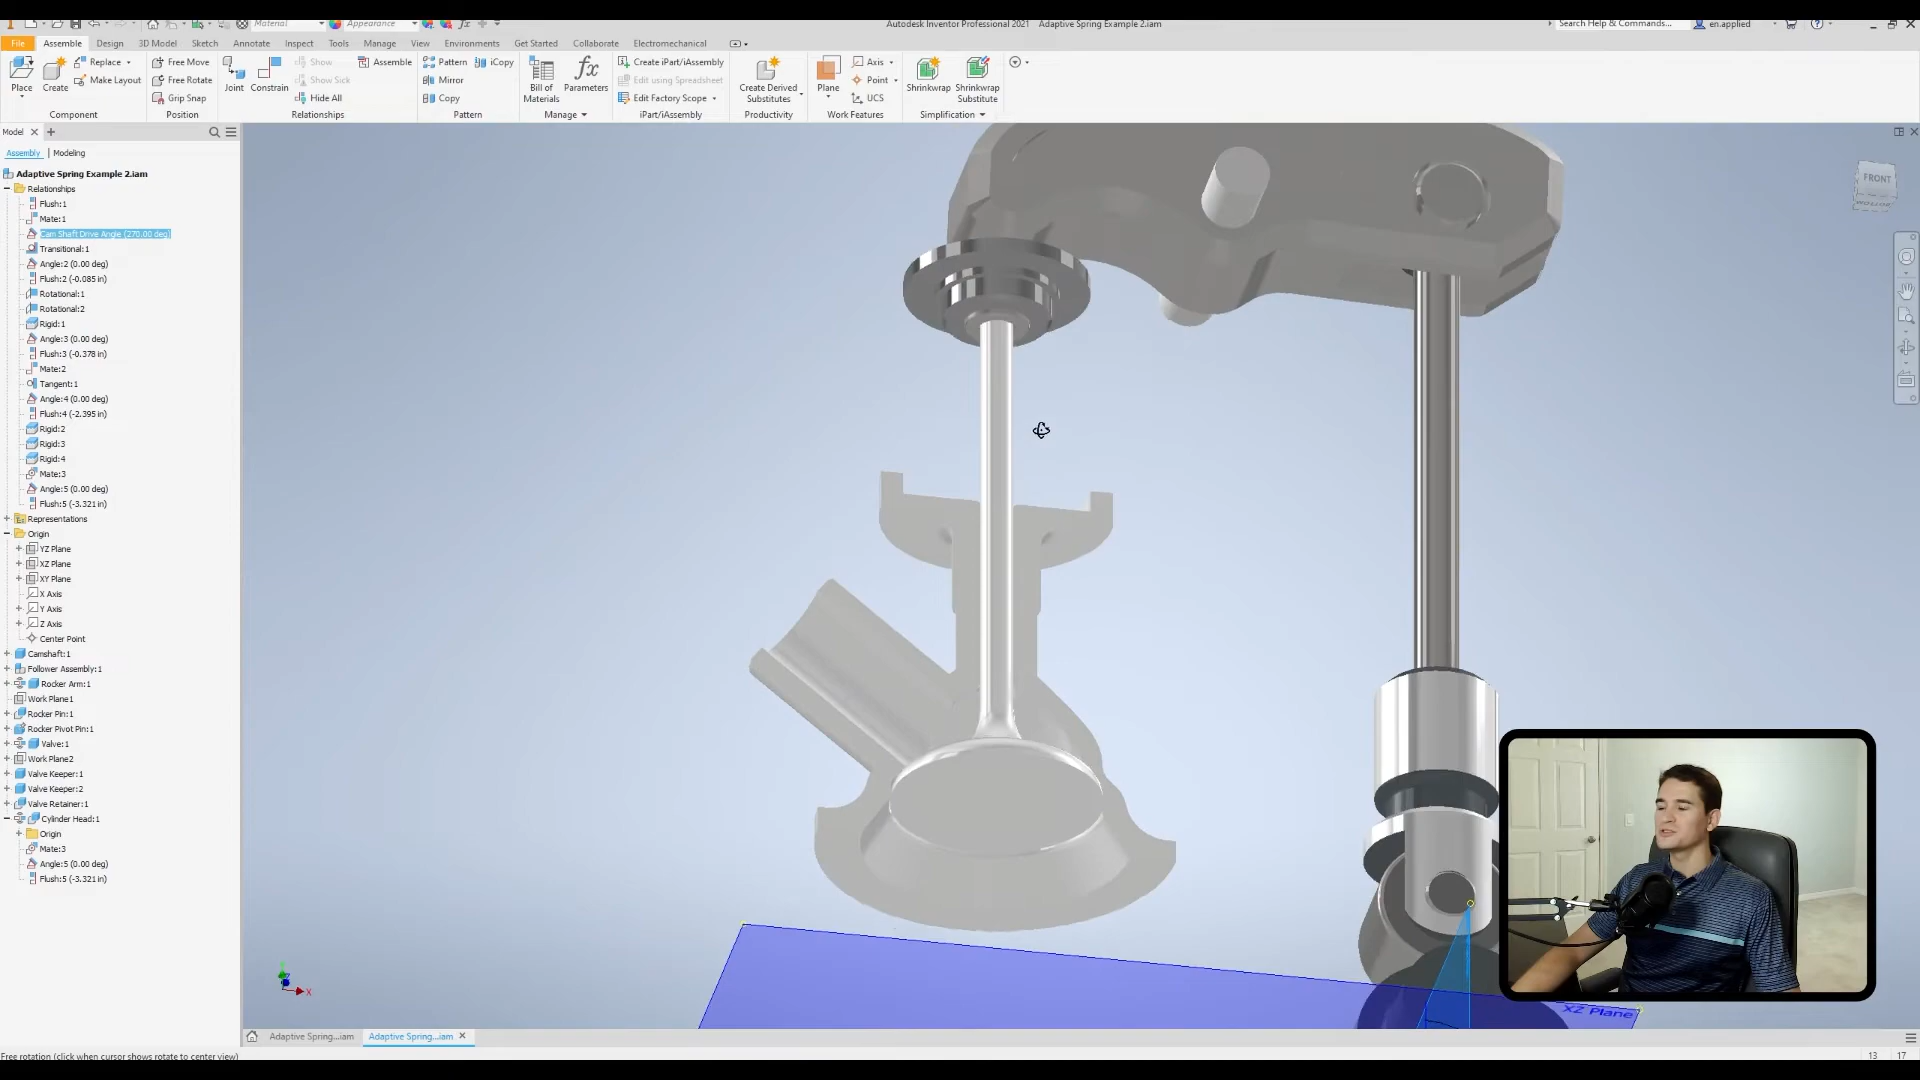 Material
Appearance
fx
Autodesk Inventor Professional 2021 Adaptive Spring Example 2.iam
Search Help & Commands...
en.applied
File
Assemble
Design
3D Model
Sketch
Annotate
Inspect
Tools
Manage
View
Environments
Get Started
Collaborate
Electromechanical
Place
Create
Replace
Make Layout
Component
Free Move
Free Rotate
Grip Snap
Position
Joint
Constrain
Show
Show Sick
Hide All
Assemble
Relationships
Pattern
iCopy
Mirror
Copy
Pattern
Bill of
Materials
fx
Parameters
Manage
Create iPart/iAssembly
Edit using Spreadsheet
Edit Factory Scope
iPart/iAssembly
Create Derived
Substitutes
Productivity
Plane
Axis
Point
UCS
Work Features
Shrinkwrap
Shrinkwrap
Substitute
Simplification
Model
Assembly | Modeling
Adaptive Spring Example 2.iam
Relationships
Flush:1
Mate:1
Cam Shaft Drive Angle (270.00 deg)
Transitional:1
Angle:2 (0.00 deg)
Flush:2 (-0.085 in)
Rotational:1
Rotational:2
Rigid:1
Angle:3 (0.00 deg)
Flush:3 (-0.378 in)
Mate:2
Tangent:1
Angle:4 (0.00 deg)
Flush:4 (-2.395 in)
Rigid:2
Rigid:3
Rigid:4
Mate:3
Angle:5 (0.00 deg)
Flush:5 (-3.321 in)
Representations
Origin
YZ Plane
XZ Plane
XY Plane
X Axis
Y Axis
Z Axis
Center Point
Camshaft:1
Follower Assembly:1
Rocker Arm:1
Work Plane1
Rocker Pin:1
Rocker Pivot Pin:1
Valve:1
Work Plane2
Valve Keeper:1
Valve Keeper:2
Valve Retainer:1
Cylinder Head:1
Origin
Mate:3
Angle:5 (0.00 deg)
Flush:5 (-3.321 in)
FRONT
X
XZ Plane
Adaptive Spring...iam
Adaptive Spring...iam
Free rotation (click when cursor shows rotate to center view)
13 17